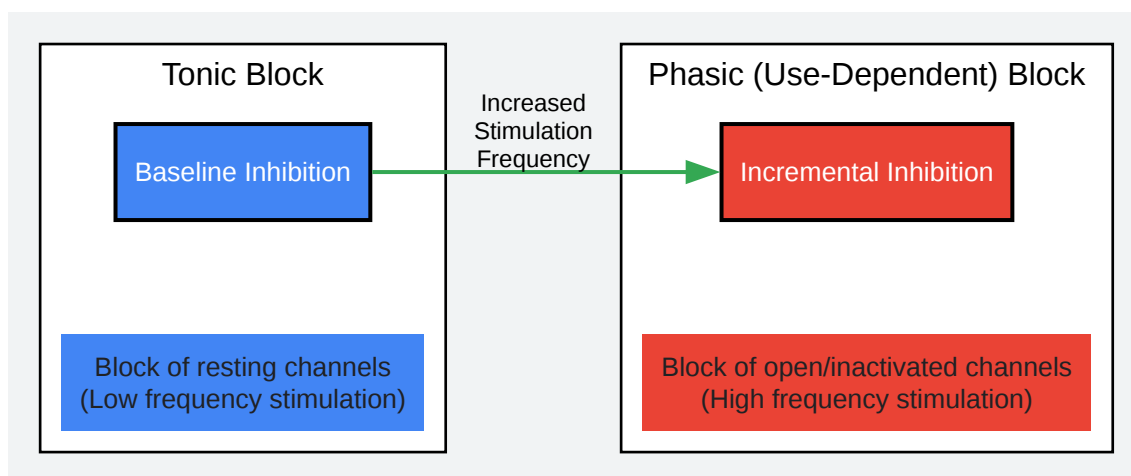 Tonic Block
Baseline Inhibition
Block of resting channels
(Low frequency stimulation)
Increased
Stimulation
Frequency
Phasic (Use-Dependent) Block
Incremental Inhibition
Block of open/inactivated channels
(High frequency stimulation)